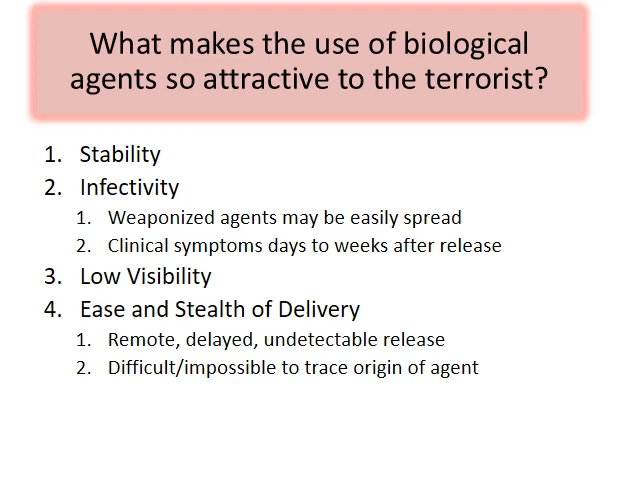 What makes the use of biological
agents so attractive to the terrorist?
1. Stability
2. Infectivity
1. Weaponized agents may be easily spread
2. Clinical symptoms days to weeks after release
3. Low Visibility
4. Ease and Stealth of Delivery
1. Remote, delayed, undetectable release
2. Difficult/impossible to trace origin of agent